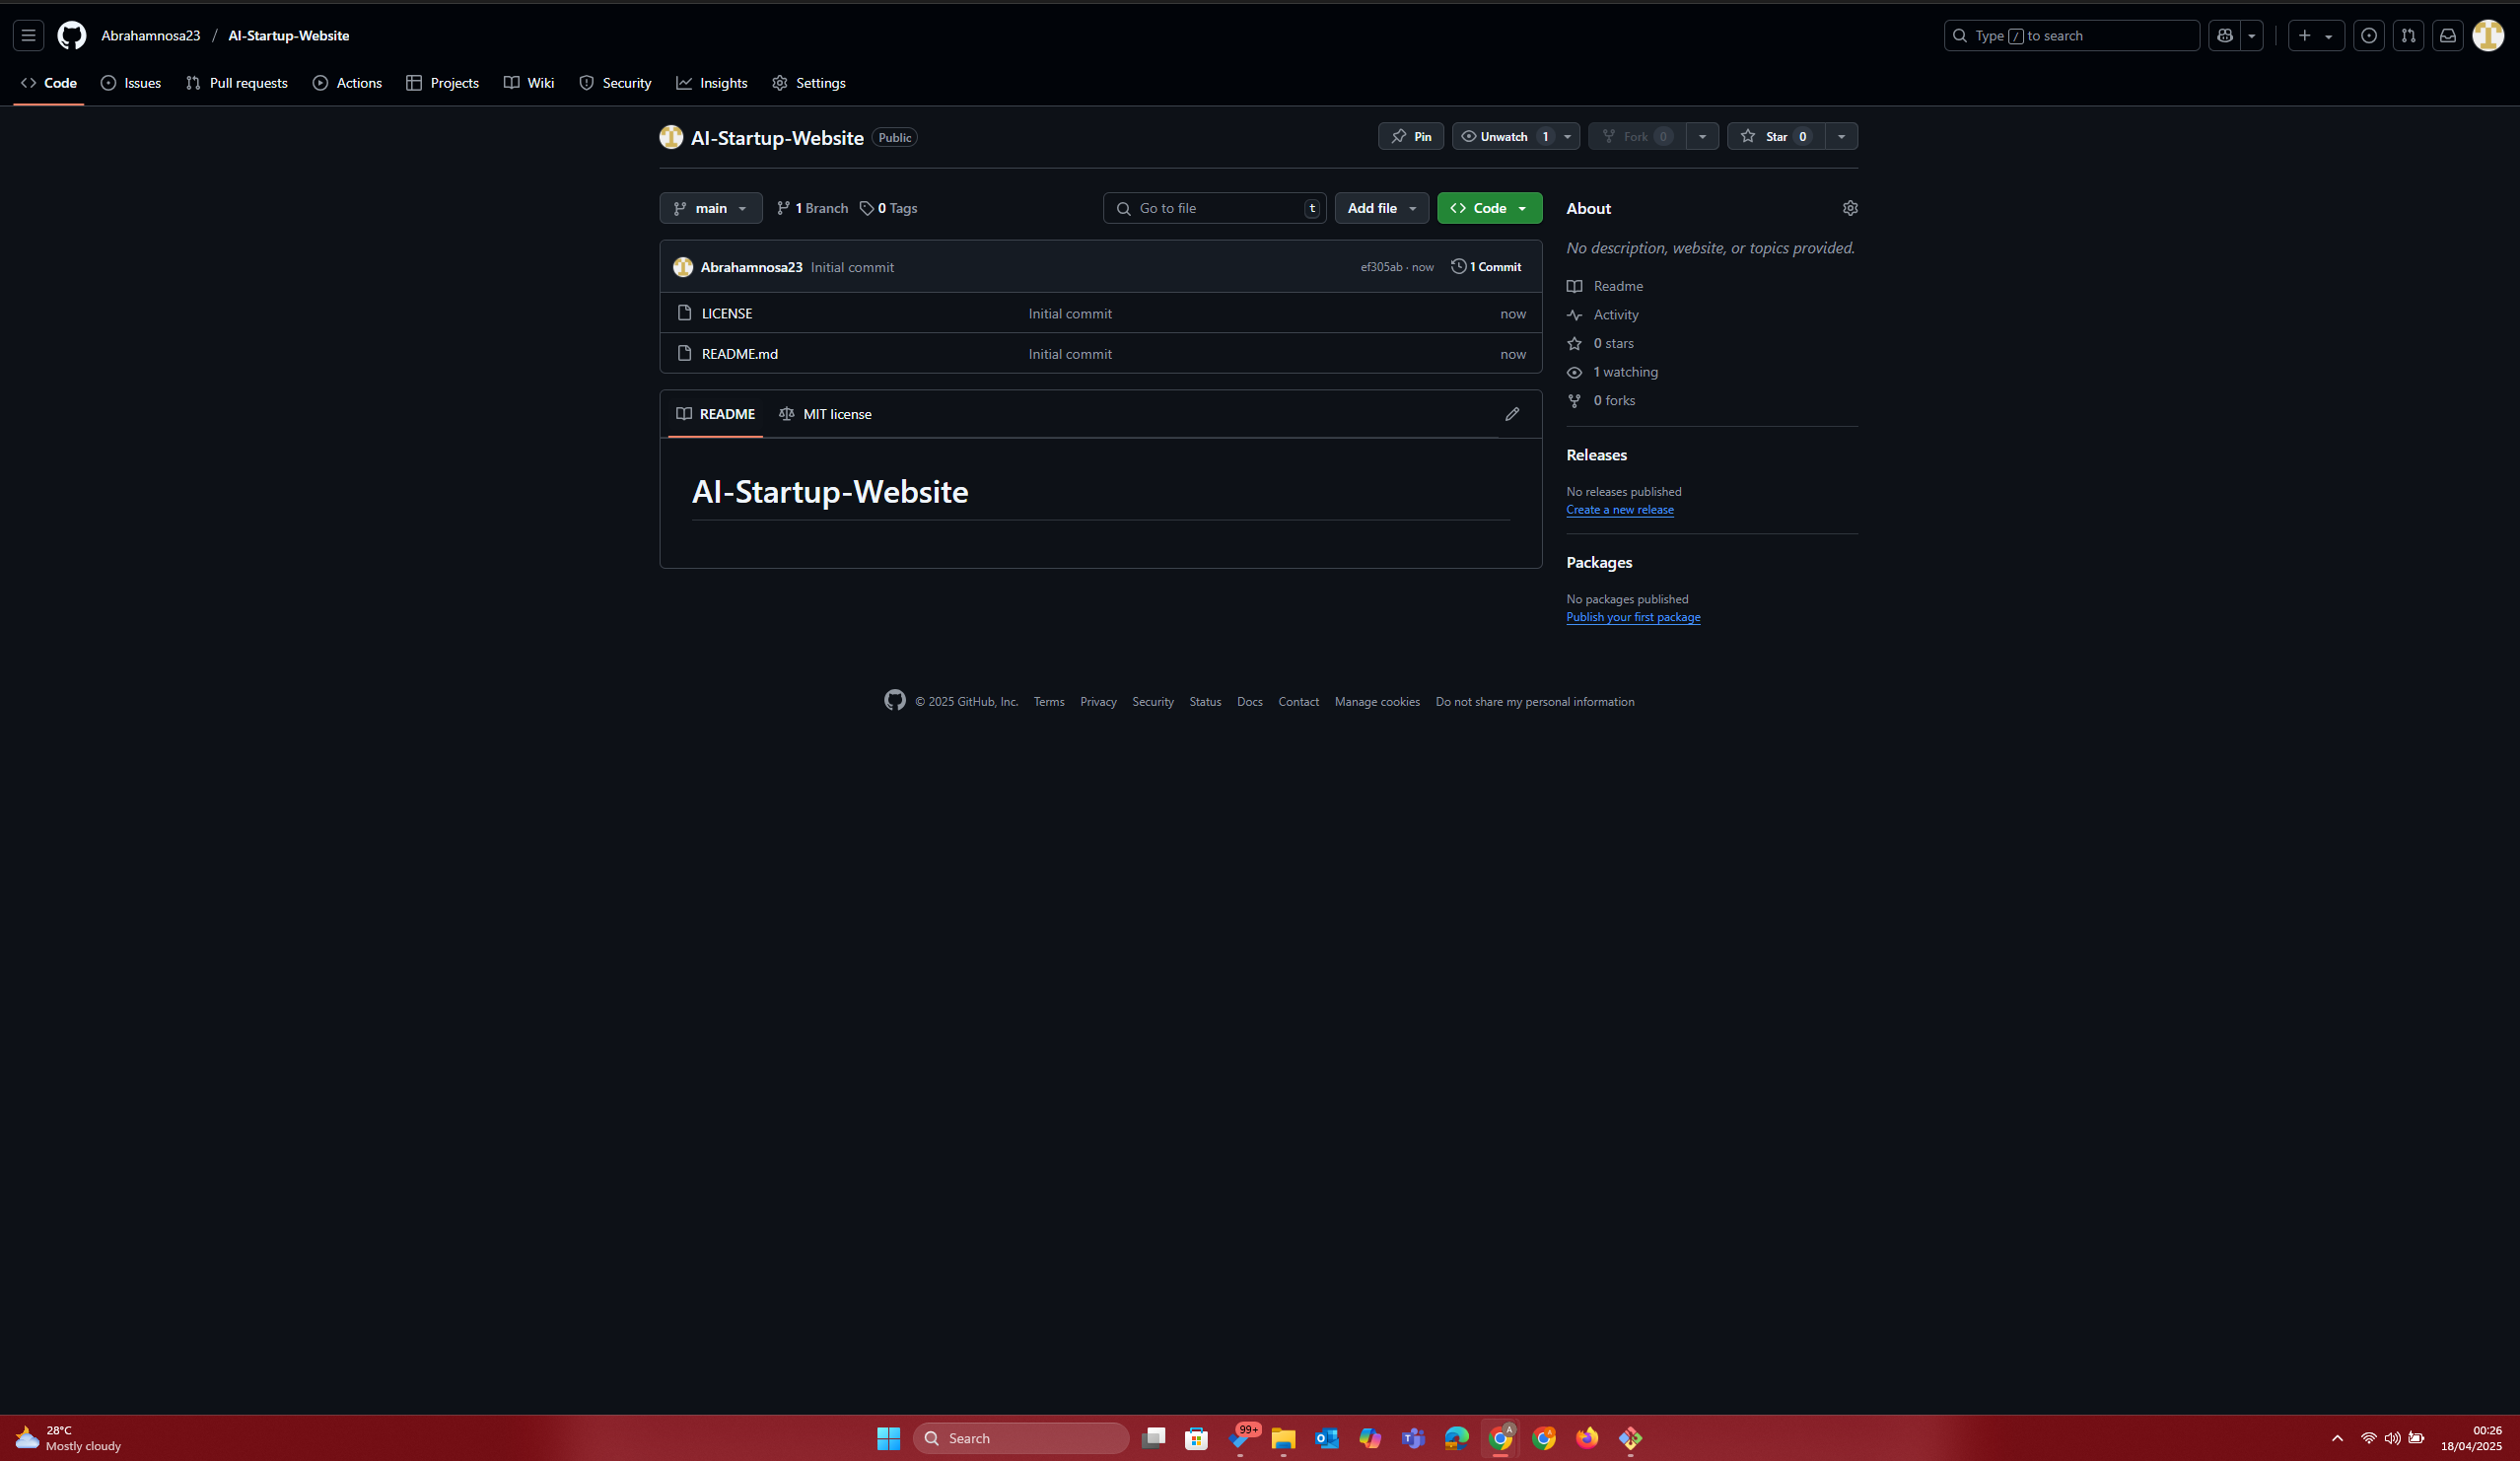 Abrahamnosa23 / AI-Startup-Website
Type / to search
Code Issues Pull requests Actions Projects Wiki Security Insights Settings
AI-Startup-Website Public
Pin Unwatch 1 Fork 0 Star 0
main 1 Branch 0 Tags
Go to file t Add file Code
Abrahamnosa23 Initial commit ef305ab · now 1 Commit
LICENSE Initial commit now
README.md Initial commit now
README MIT license
AI-Startup-Website
About
No description, website, or topics provided.
Readme
Activity
0 stars
1 watching
0 forks
Releases
No releases published
Create a new release
Packages
No packages published
Publish your first package
© 2025 GitHub, Inc. Terms Privacy Security Status Docs Contact Manage cookies Do not share my personal information
28°C
Mostly cloudy
Search
99+
00:26
18/04/2025